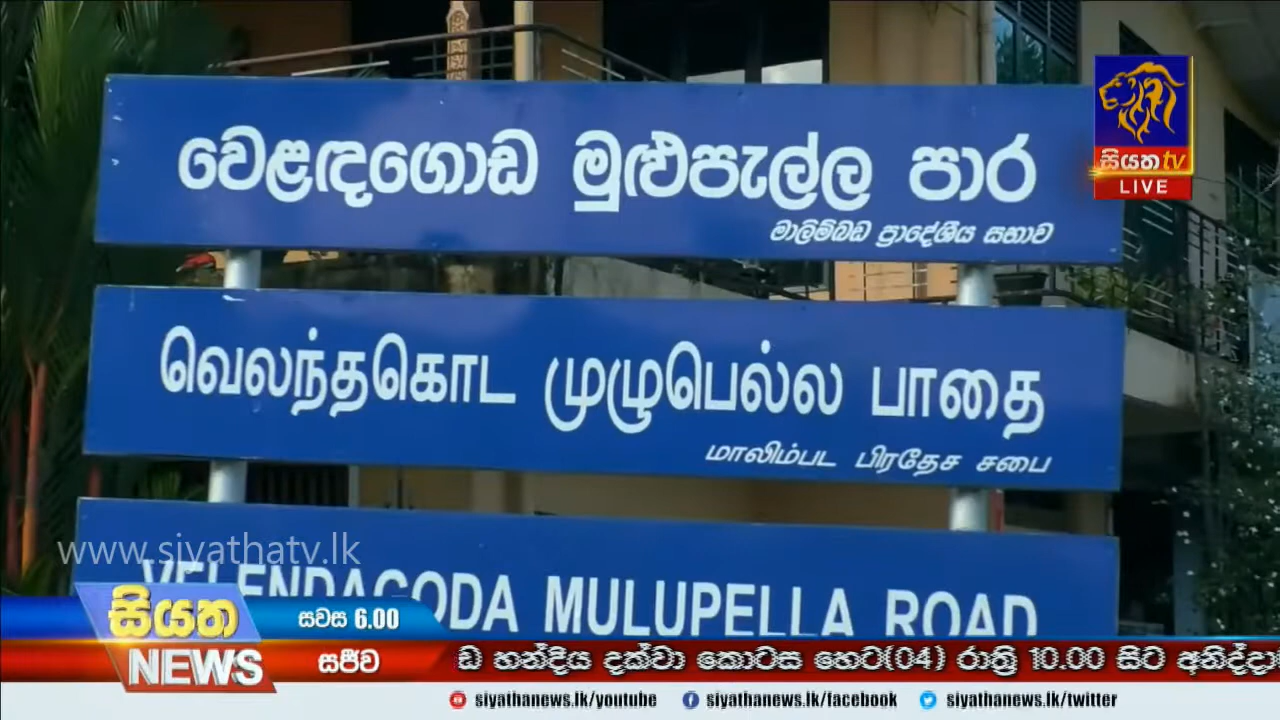 වෙළඳගොඩ මුළුපැල්ල පාර
මාලිම්බඩ ප්‍රාදේශීය සභාව
සියත tv
LIVE
வெலந்தகொட முழுபெல்ல பாதை
மாலிம்பட பிரதேச சபை
www.siyathatv.lk
VELENDAGODA MULUPELLA ROAD
සියත
NEWS
සවස 6.00
සජීව
ඩ හන්දිය දක්වා කොටස හෙට(04) රාත්‍රි 10.00 සිට අනිද්දා
siyathanews.lk/youtube
siyathanews.lk/facebook
siyathanews.lk/twitter